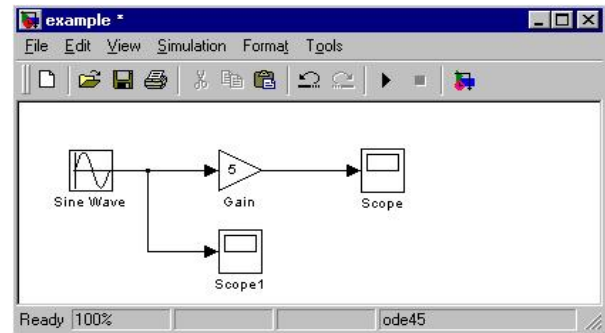 example *
File Edit View Simulation Format Tools
5
Sine Wave Gain Scope
Scope1
Ready 100% ode45